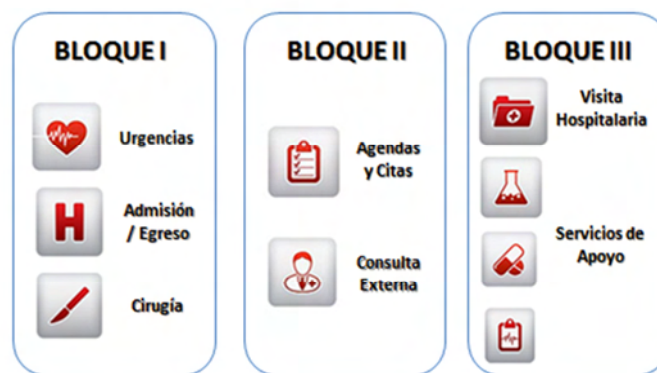 BLOQUE I
Urgencias
Admisión
/ Egreso
Cirugía
BLOQUE II
Agendas
y Citas
Consulta
Externa
BLOQUE III
Visita
Hospitalaria
Servicios de
Apoyo